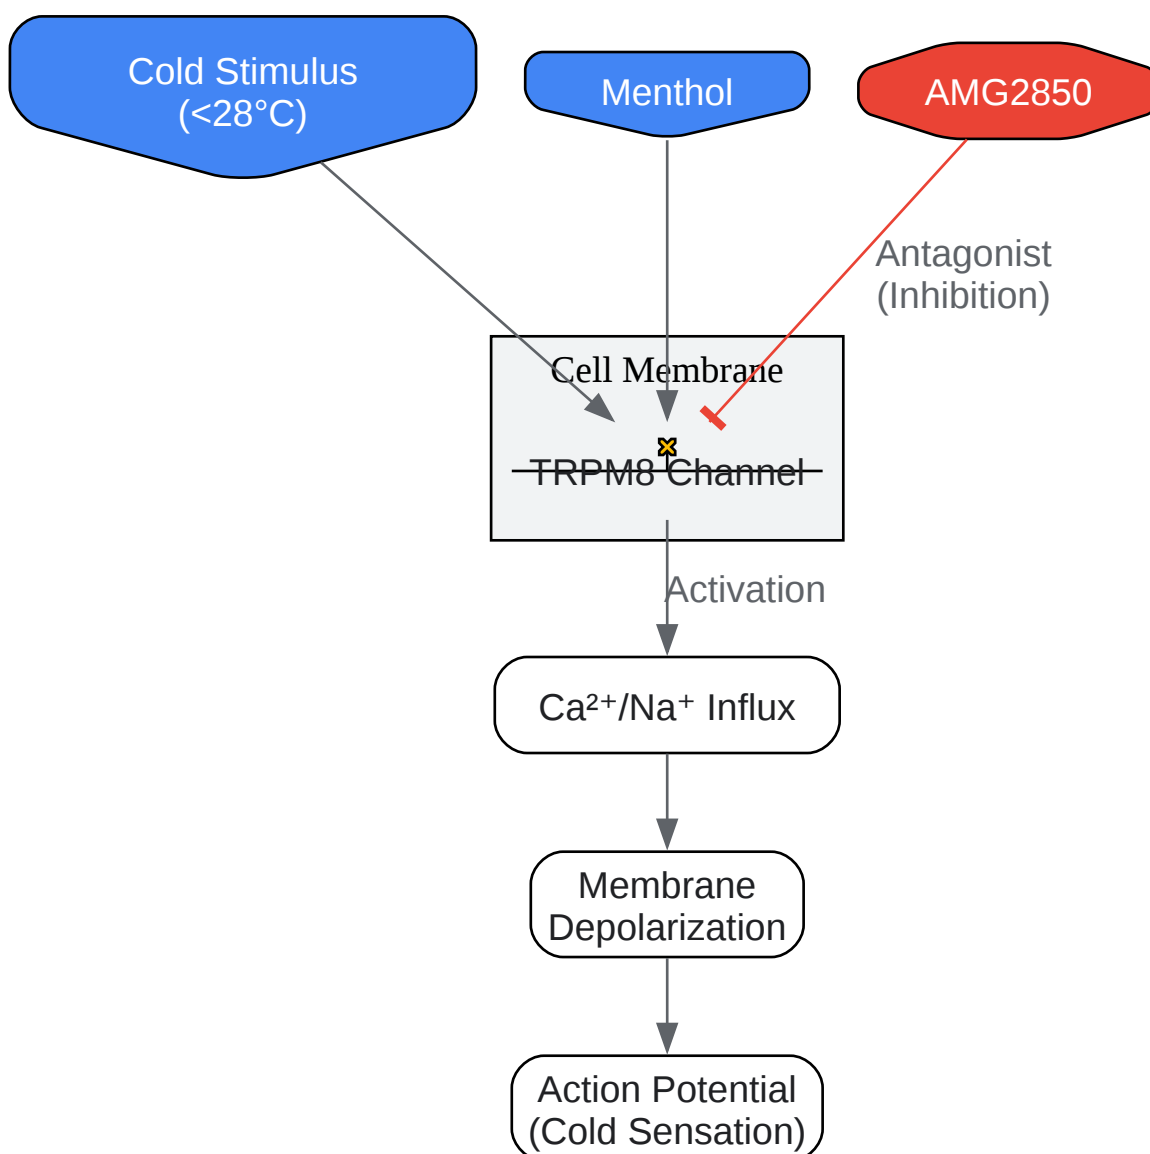 Cold Stimulus
(<28°C)
Menthol
AMG2850
Antagonist
(Inhibition)
Cell Membrane
TRPM8 Channel
Activation
Ca²⁺/Na⁺ Influx
Membrane
Depolarization
Action Potential
(Cold Sensation)